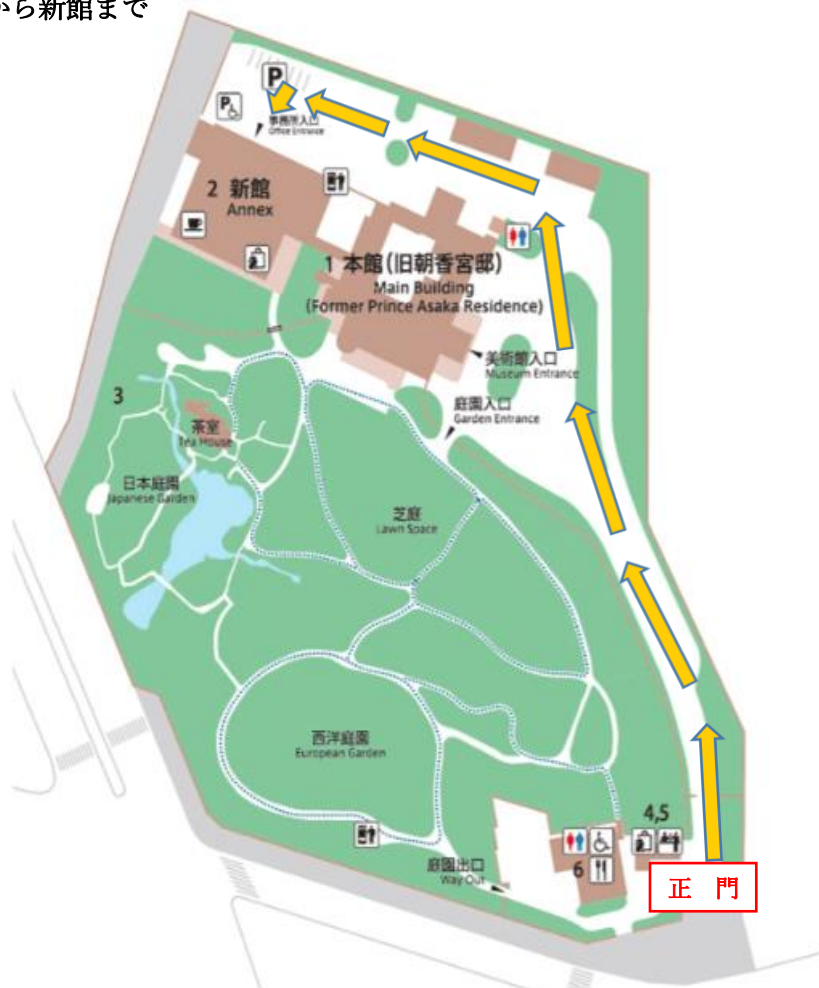 から新館まで
P
P
事務所入口
Office Entrance
2 新館
Annex
1 本館(旧朝香宮邸)
Main Building
(Former Prince Asaka Residence)
美術館入口
Museum Entrance
庭園入口
Garden Entrance
3
茶室
Tea House
日本庭園
Japanese Garden
芝庭
Lawn Space
西洋庭園
European Garden
4,5
6
庭園出口
Way Out
正 門